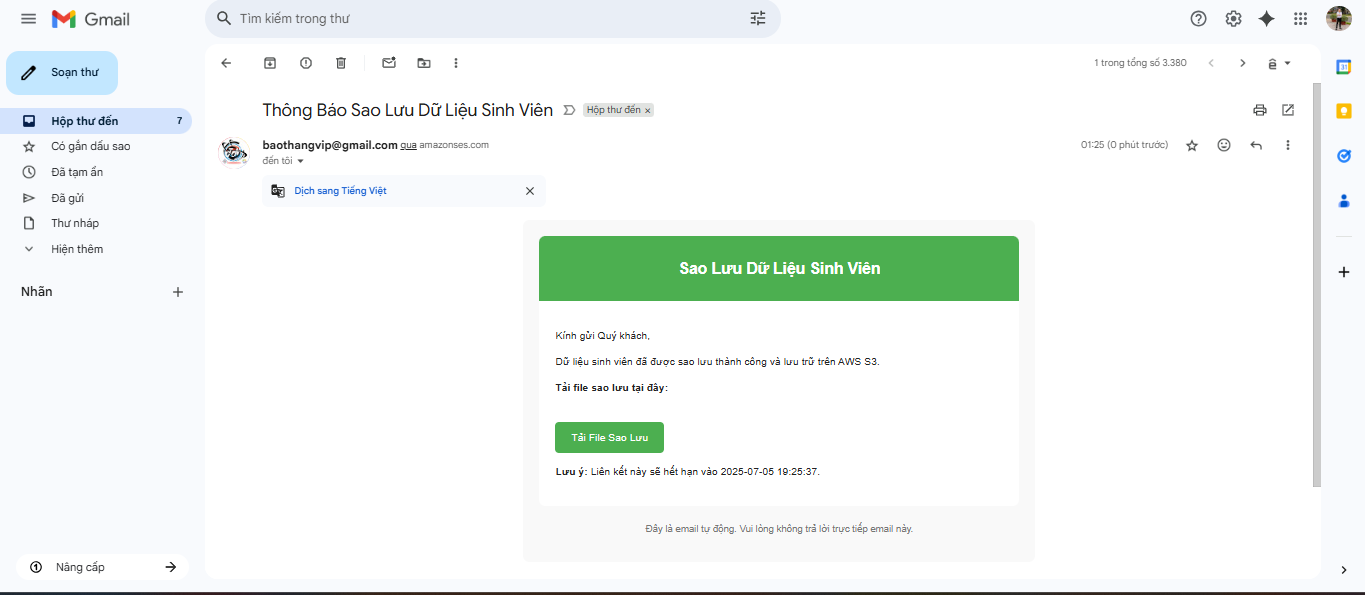 Gmail
Tìm kiếm trong thư
Soạn thư
Hộp thư đến 7
Có gắn dấu sao
Đã tạm ẩn
Đã gửi
Thư nháp
Hiện thêm
Nhãn
Nâng cấp
1 trong tổng số 3.380
Thông Báo Sao Lưu Dữ Liệu Sinh Viên
Hộp thư đến x
baothangvip@gmail.com qua amazonses.com
01:25 (0 phút trước)
đến tôi
Dịch sang Tiếng Việt
Sao Lưu Dữ Liệu Sinh Viên
Kính gửi Quý khách,
Dữ liệu sinh viên đã được sao lưu thành công và lưu trữ trên AWS S3.
Tải file sao lưu tại đây:
Tải File Sao Lưu
Lưu ý: Liên kết này sẽ hết hạn vào 2025-07-05 19:25:37.
Đây là email tự động. Vui lòng không trả lời trực tiếp email này.